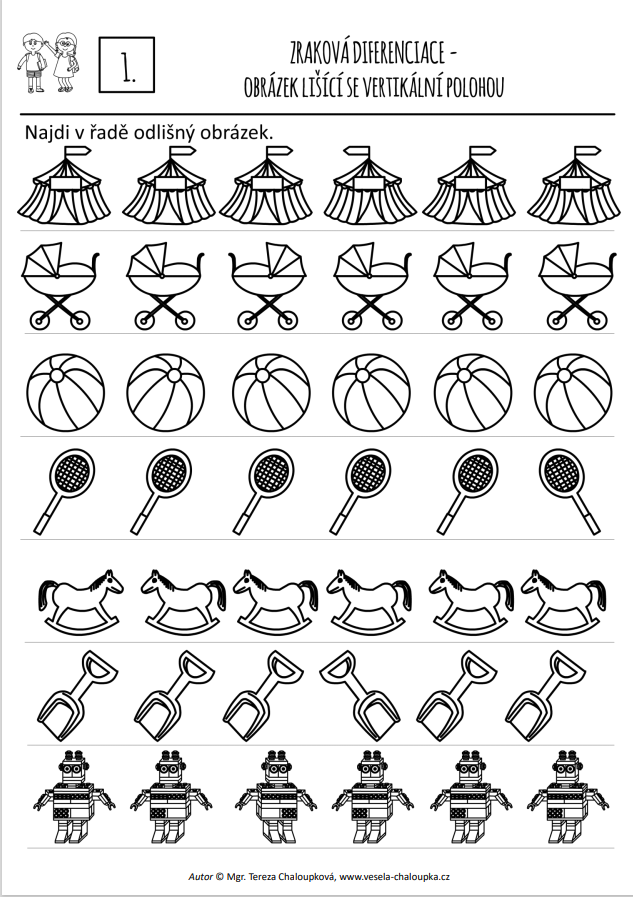 1.
ZRAKOVÁ DIFERENCIACE -
OBRÁZEK LIŠÍCÍ SE VERTIKÁLNÍ POLOHOU
Najdi v řadě odlišný obrázek.
Autor © Mgr. Tereza Chaloupková, www.vesela-chaloupka.cz